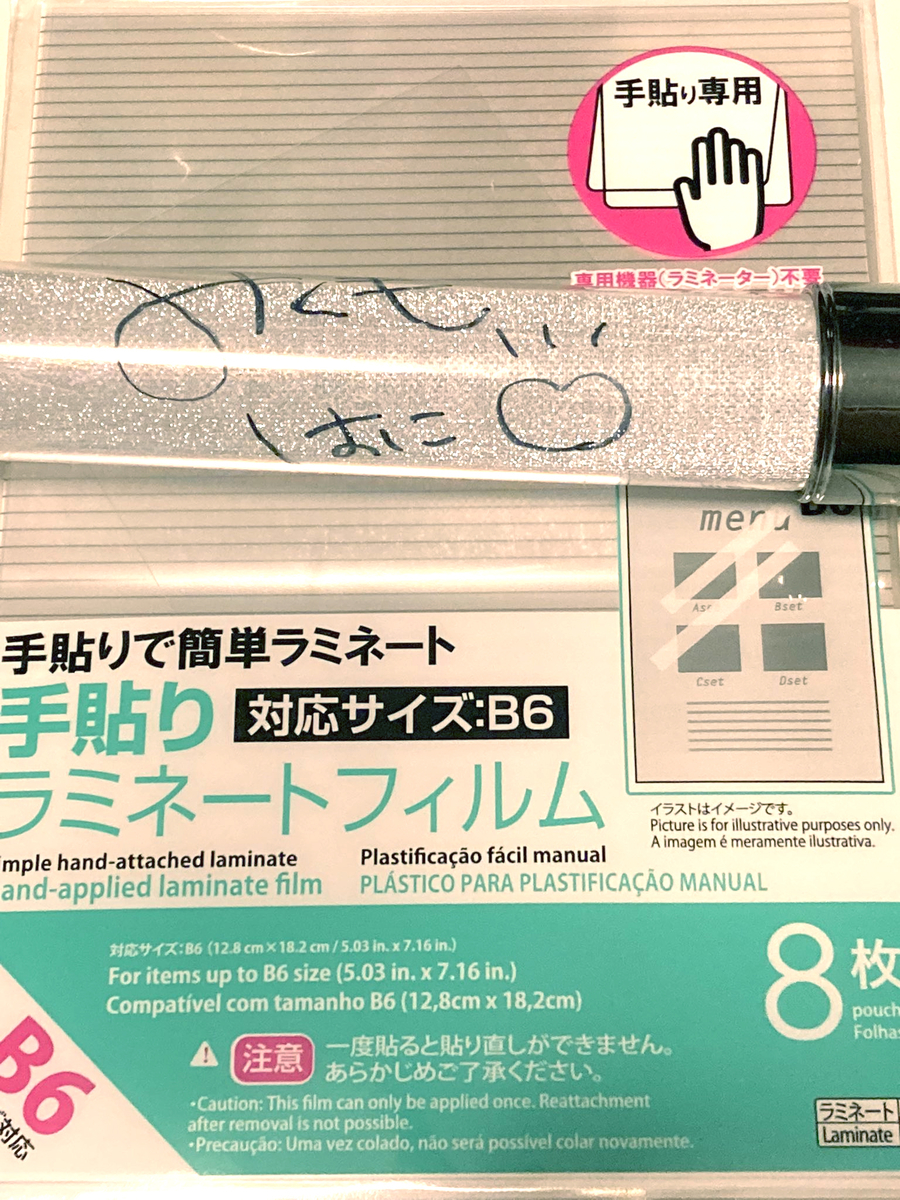 手貼り専用
専用機器(ラミネーター)不要
menu
Bset
Cset
Dset
手貼りで簡単ラミネート
手貼り
対応サイズ:B6
ラミネートフィルム
イラストはイメージです。
Picture is for illustrative purposes only.
A imagem é meramente ilustrativa.
imple hand-attached laminate
and-applied laminate film
Plastificação fácil manual
PLÁSTICO PARA PLASTIFICAÇÃO MANUAL
対応サイズ:B6 (12.8 cm×18.2 cm / 5.03 in. x 7.16 in.)
For items up to B6 size (5.03 in. x 7.16 in.)
Compatível com tamanho B6 (12,8cm x 18,2cm)
8枚
pouch
Folhas
B6
対応
注意
一度貼ると貼り直しができません。
あらかじめご了承ください。
・Caution: This film can only be applied once. Reattachment
after removal is not possible.
・Precaução: Uma vez colado, não será possível colar novamente.
ラミネート
Laminate